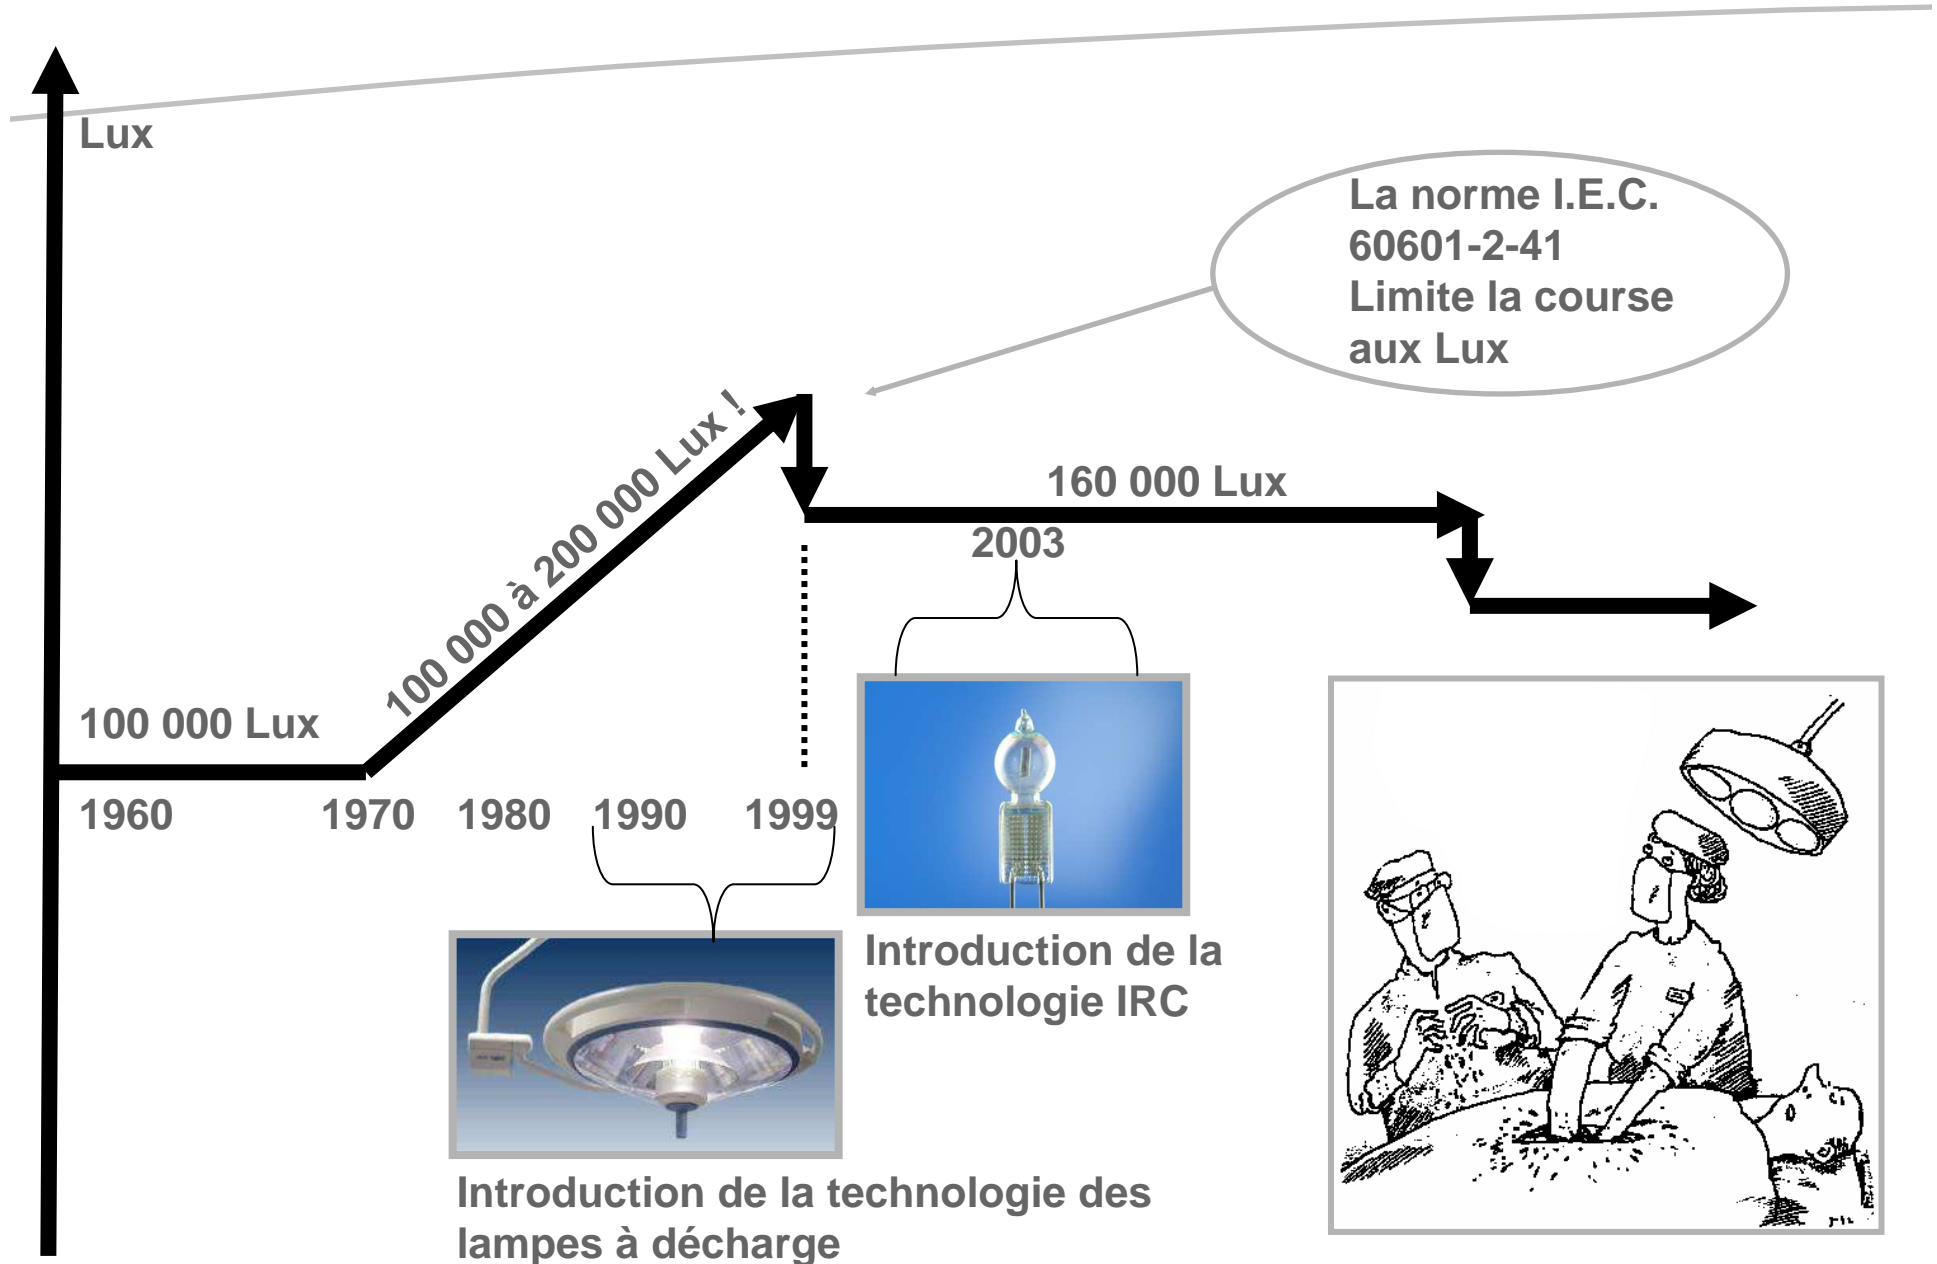 Lux
La norme I.E.C.
60601-2-41
Limite la course
aux Lux
100 000 à 200 000 Lux !
160 000 Lux
2003
100 000 Lux
1960 1970 1980 1990 1999
Introduction de la
technologie IRC
Introduction de la technologie des
lampes à décharge